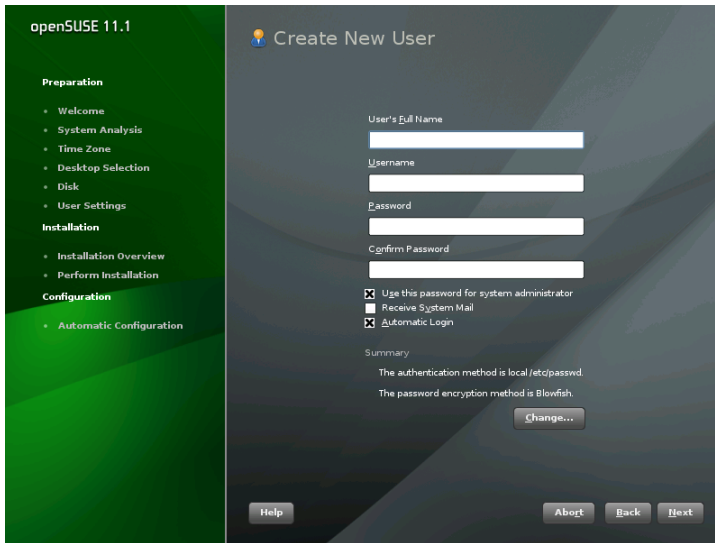 openSUSE 11.1
Preparation
Welcome
System Analysis
Time Zone
Desktop Selection
Disk
User Settings
Installation
Installation Overview
Perform Installation
Configuration
Automatic Configuration
Create New User
User's Full Name
Username
Password
Confirm Password
Use this password for system administrator
Receive System Mail
Automatic Login
Summary
The authentication method is local /etc/passwd.
The password encryption method is Blowfish.
Change...
Help
Abort
Back
Next